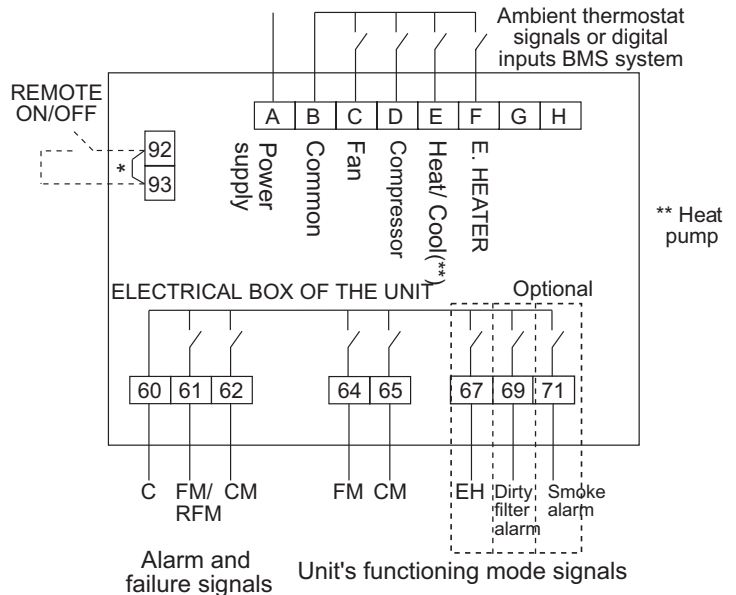 Ambient thermostat
signals or digital
inputs BMS system
REMOTE
ON/OFF
A B C D E F G H
92
*
93
Power
supply
Common
Fan
Compressor
Heat/ Cool(**)
E. HEATER
** Heat
pump
ELECTRICAL BOX OF THE UNIT
Optional
60 61 62 64 65 67 69 71
C FM/ CM FM CM EH Dirty Smoke
RFM filter alarm
alarm
Alarm and
failure signals
Unit's functioning mode signals